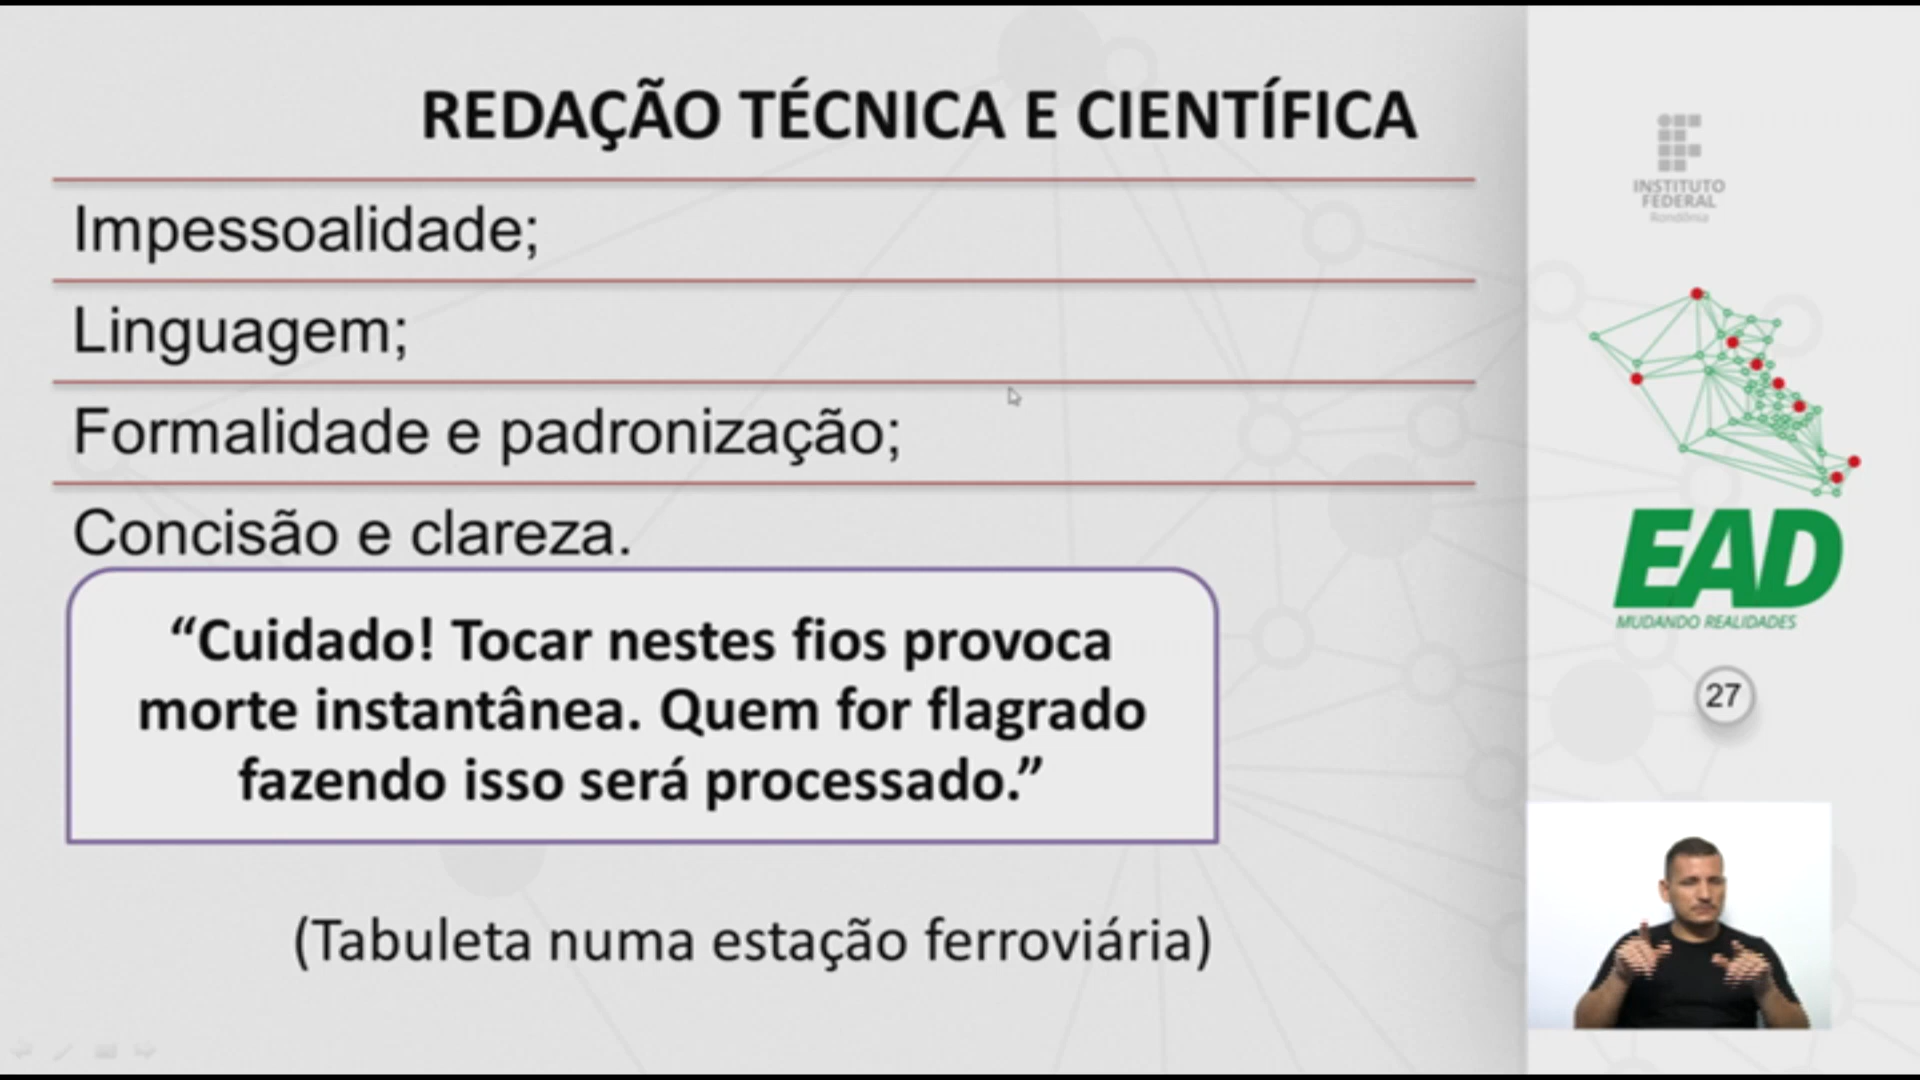 REDAÇÃO TÉCNICA E CIENTÍFICA
Impessoalidade;
Linguagem;
Formalidade e padronização;
Concisão e clareza.
“Cuidado! Tocar nestes fios provoca
morte instantânea. Quem for flagrado
fazendo isso será processado.”
(Tabuleta numa estação ferroviária)
INSTITUTO
FEDERAL
Rondônia
EAD
MUDANDO REALIDADES
27